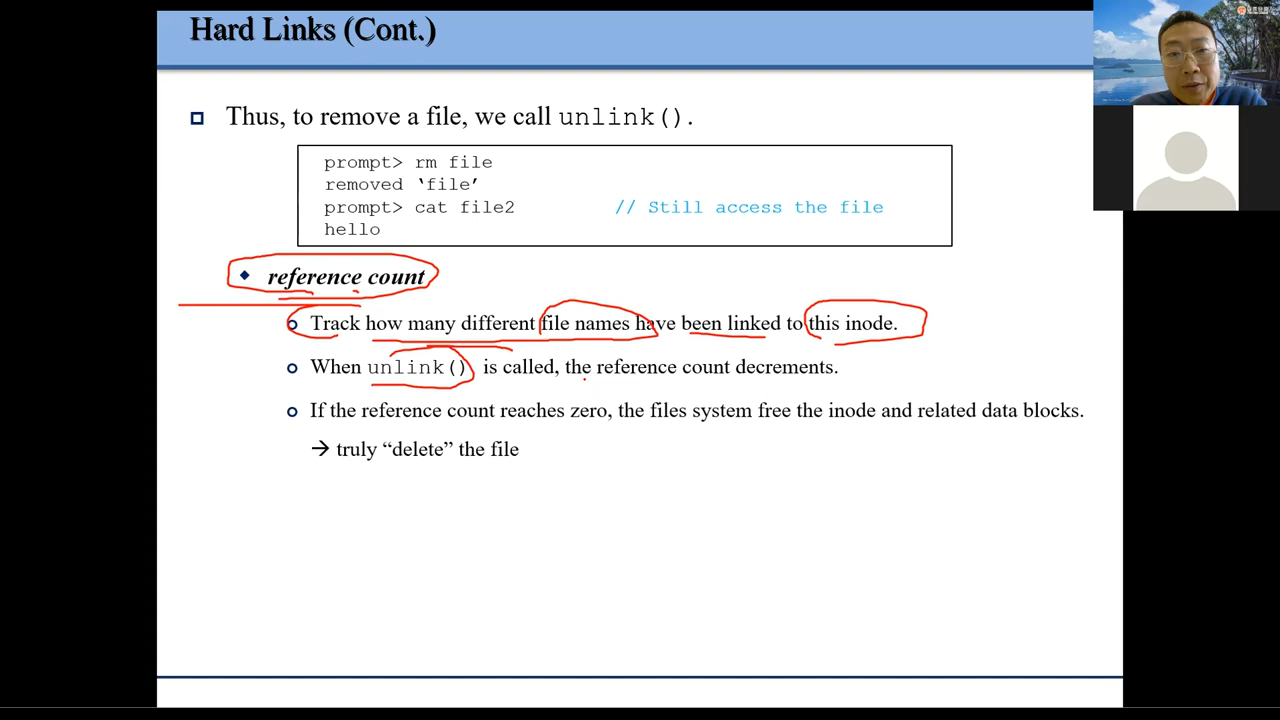 Hard Links (Cont.)
Thus, to remove a file, we call unlink().
prompt> rm file
removed ‘file’
prompt> cat file2 // Still access the file
hello
reference count
Track how many different file names have been linked to this inode.
When unlink() is called, the reference count decrements.
If the reference count reaches zero, the files system free the inode and related data blocks.
→ truly “delete” the file